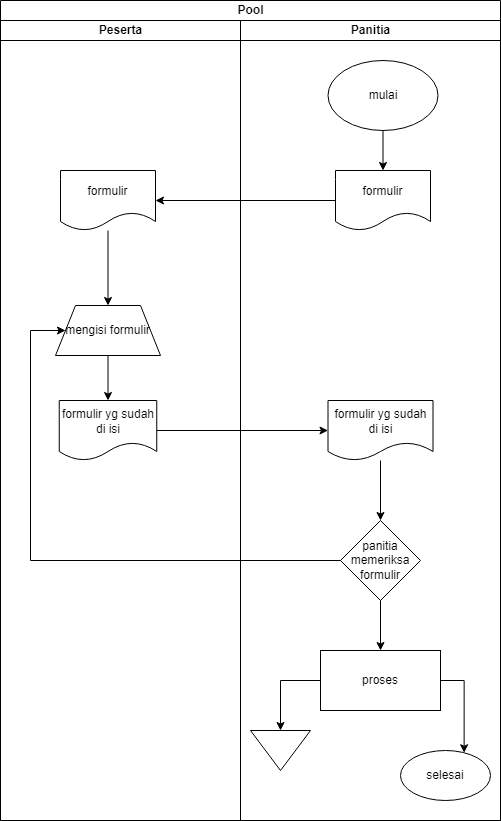 Pool
Peserta
Panitia
mulai
formulir
formulir
mengisi formulir
formulir yg sudah
di isi
formulir yg sudah
di isi
panitia
memeriksa
formulir
proses
selesai